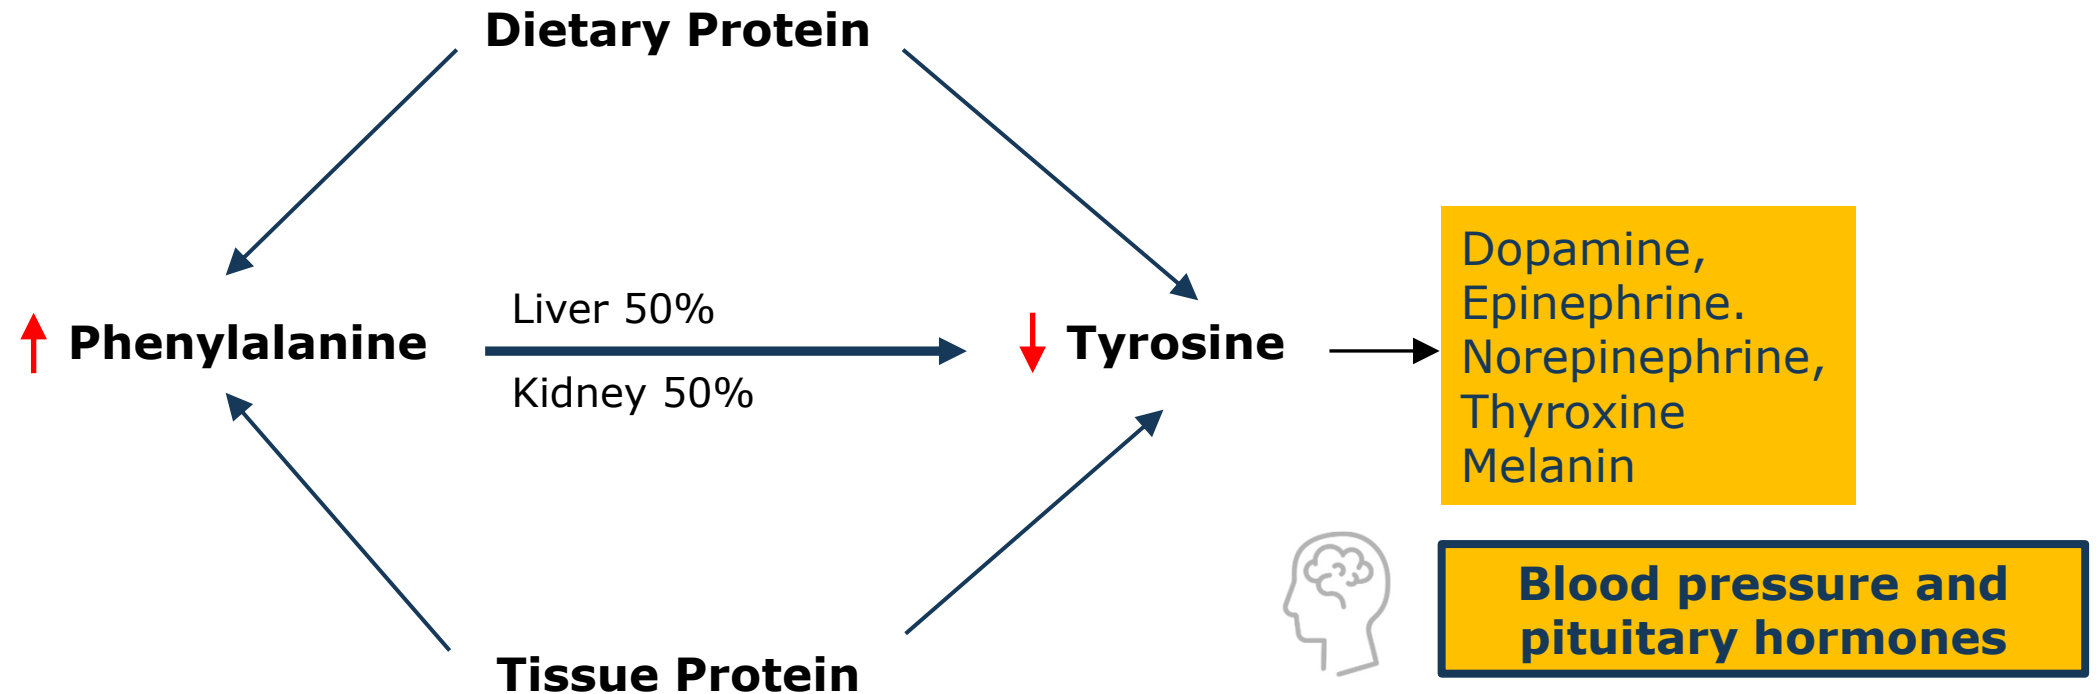 Dietary Protein
Liver 50%
Phenylalanine
Kidney 50%
Tyrosine
Dopamine,
Epinephrine.
Norepinephrine,
Thyroxine
Melanin
Blood pressure and
pituitary hormones
Tissue Protein